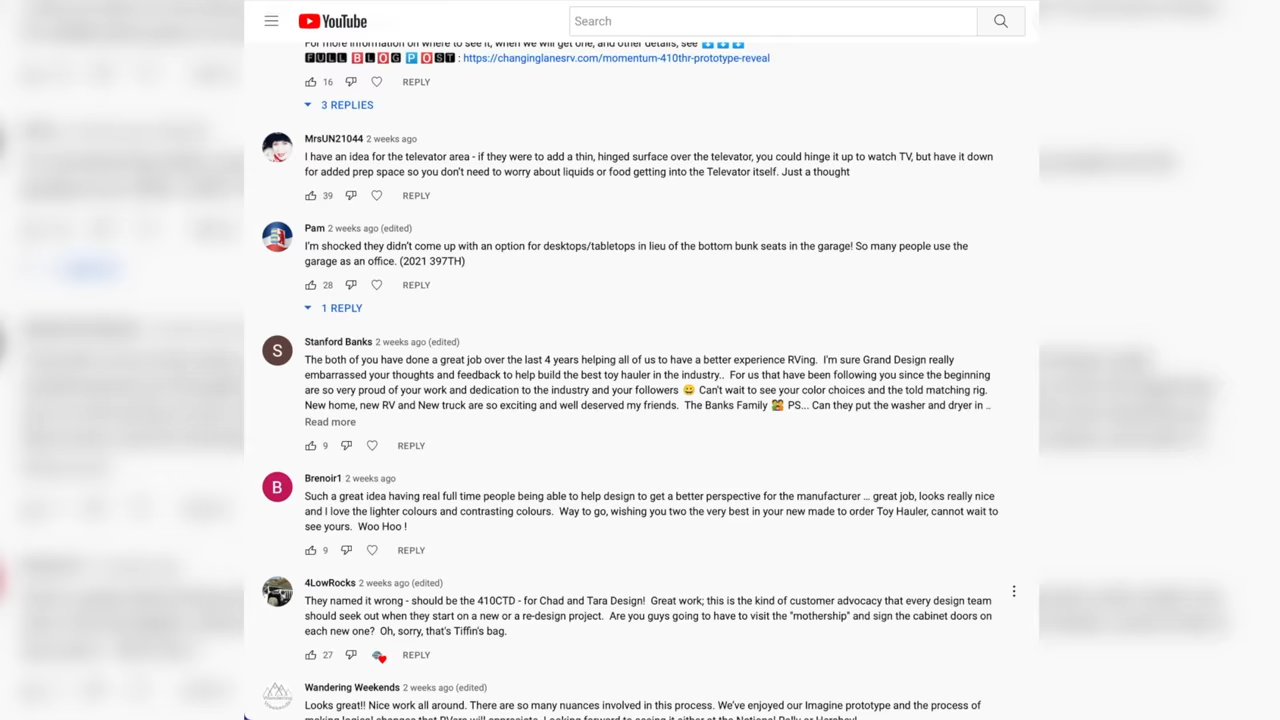 YouTube
Search
For more information on where to see it, when we will get one, and other details, see ⬇️ ⬇️ ⬇️
FULL BLOG POST : https://changinglanesrv.com/momentum-410thr-prototype-reveal
16 REPLY
3 REPLIES
MrsUN21044 2 weeks ago
I have an idea for the televator area - if they were to add a thin, hinged surface over the televator, you could hinge it up to watch TV, but have it down
for added prep space so you don't need to worry about liquids or food getting into the Televator itself. Just a thought
39 REPLY
Pam 2 weeks ago (edited)
I'm shocked they didn't come up with an option for desktops/tabletops in lieu of the bottom bunk seats in the garage! So many people use the
garage as an office. (2021 397TH)
28 REPLY
1 REPLY
S
Stanford Banks 2 weeks ago (edited)
The both of you have done a great job over the last 4 years helping all of us to have a better experience RVing. I'm sure Grand Design really
embarrassed your thoughts and feedback to help build the best toy hauler in the industry.. For us that have been following you since the beginning
are so very proud of your work and dedication to the industry and your followers 😀 Can't wait to see your color choices and the told matching rig.
New home, new RV and New truck are so exciting and well deserved my friends. The Banks Family 👨‍👩‍👧‍👦 PS... Can they put the washer and dryer in ...
Read more
9 REPLY
B
Brenoir1 2 weeks ago
Such a great idea having real full time people being able to help design to get a better perspective for the manufacturer ... great job, looks really nice
and I love the lighter colours and contrasting colours. Way to go, wishing you two the very best in your new made to order Toy Hauler, cannot wait to
see yours. Woo Hoo !
9 REPLY
4LowRocks 2 weeks ago (edited)
They named it wrong - should be the 410CTD - for Chad and Tara Design! Great work; this is the kind of customer advocacy that every design team
should seek out when they start on a new or a re-design project. Are you guys going to have to visit the "mothership" and sign the cabinet doors on
each new one? Oh, sorry, that's Tiffin's bag.
27 REPLY
Wandering Weekends 2 weeks ago (edited)
Looks great!! Nice work all around. There are so many nuances involved in this process. We've enjoyed our Imagine prototype and the process of
making logical changes that RVers will appreciate. Looking forward to seeing it either at the National Rally or Hershey!